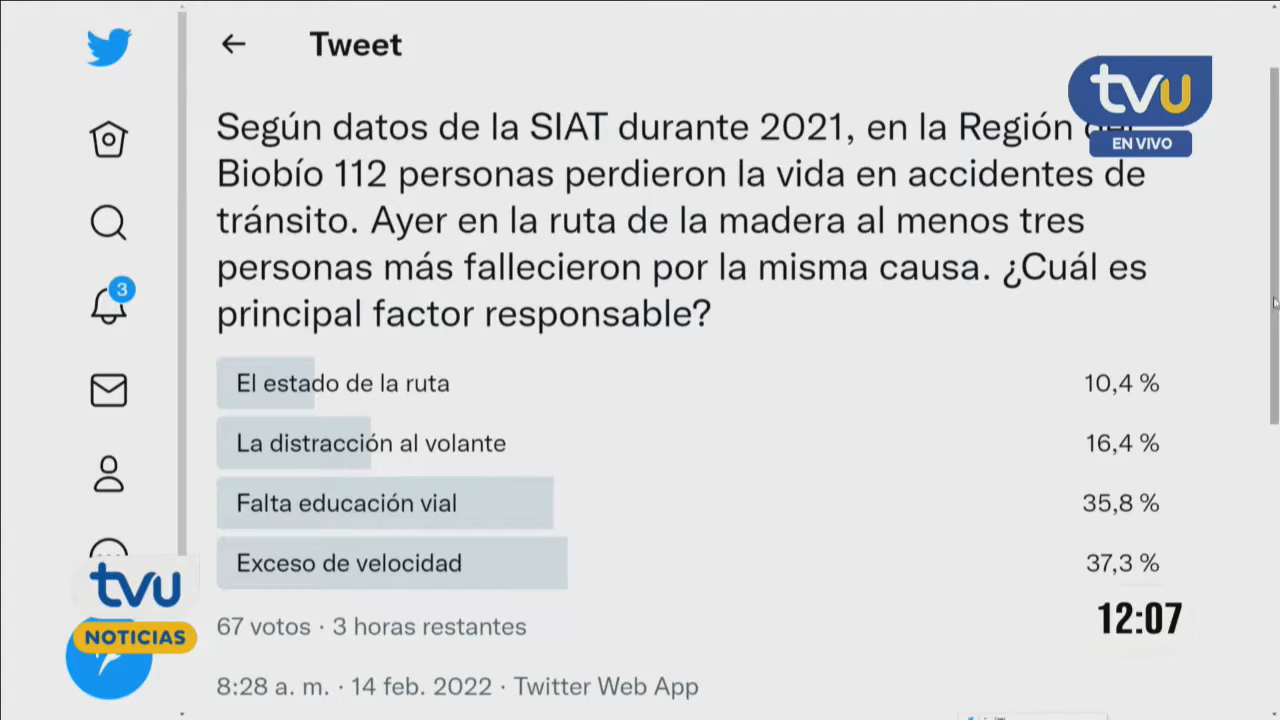 Tweet
tvu
EN VIVO
Según datos de la SIAT durante 2021, en la Región del
Biobío 112 personas perdieron la vida en accidentes de
tránsito. Ayer en la ruta de la madera al menos tres
personas más fallecieron por la misma causa. ¿Cuál es
principal factor responsable?
El estado de la ruta 10,4 %
La distracción al volante 16,4 %
Falta educación vial 35,8 %
Exceso de velocidad 37,3 %
67 votos · 3 horas restantes
8:28 a. m. · 14 feb. 2022 · Twitter Web App
3
tvu
NOTICIAS
12:07